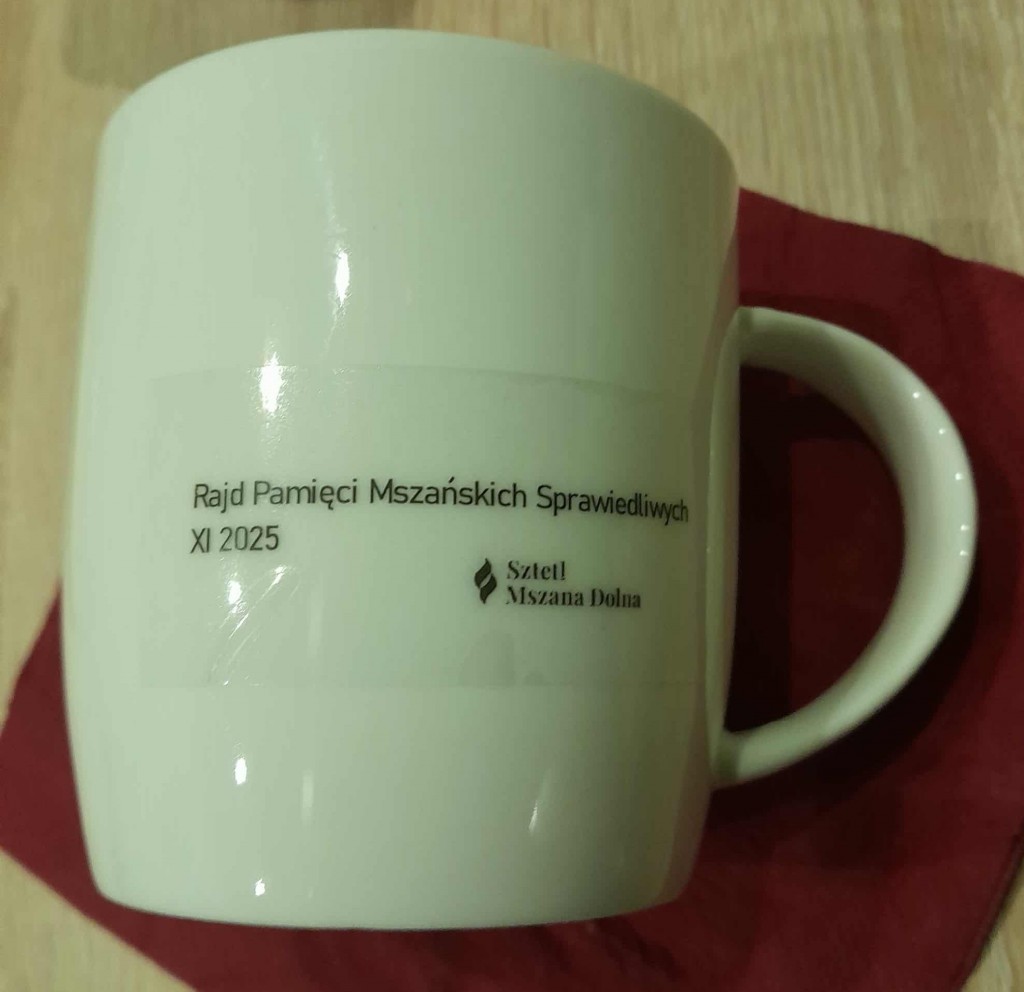 Rajd Pamięci Mszańskich Sprawiedliwych
XI 2025
Sztetl
Mszana Dolna